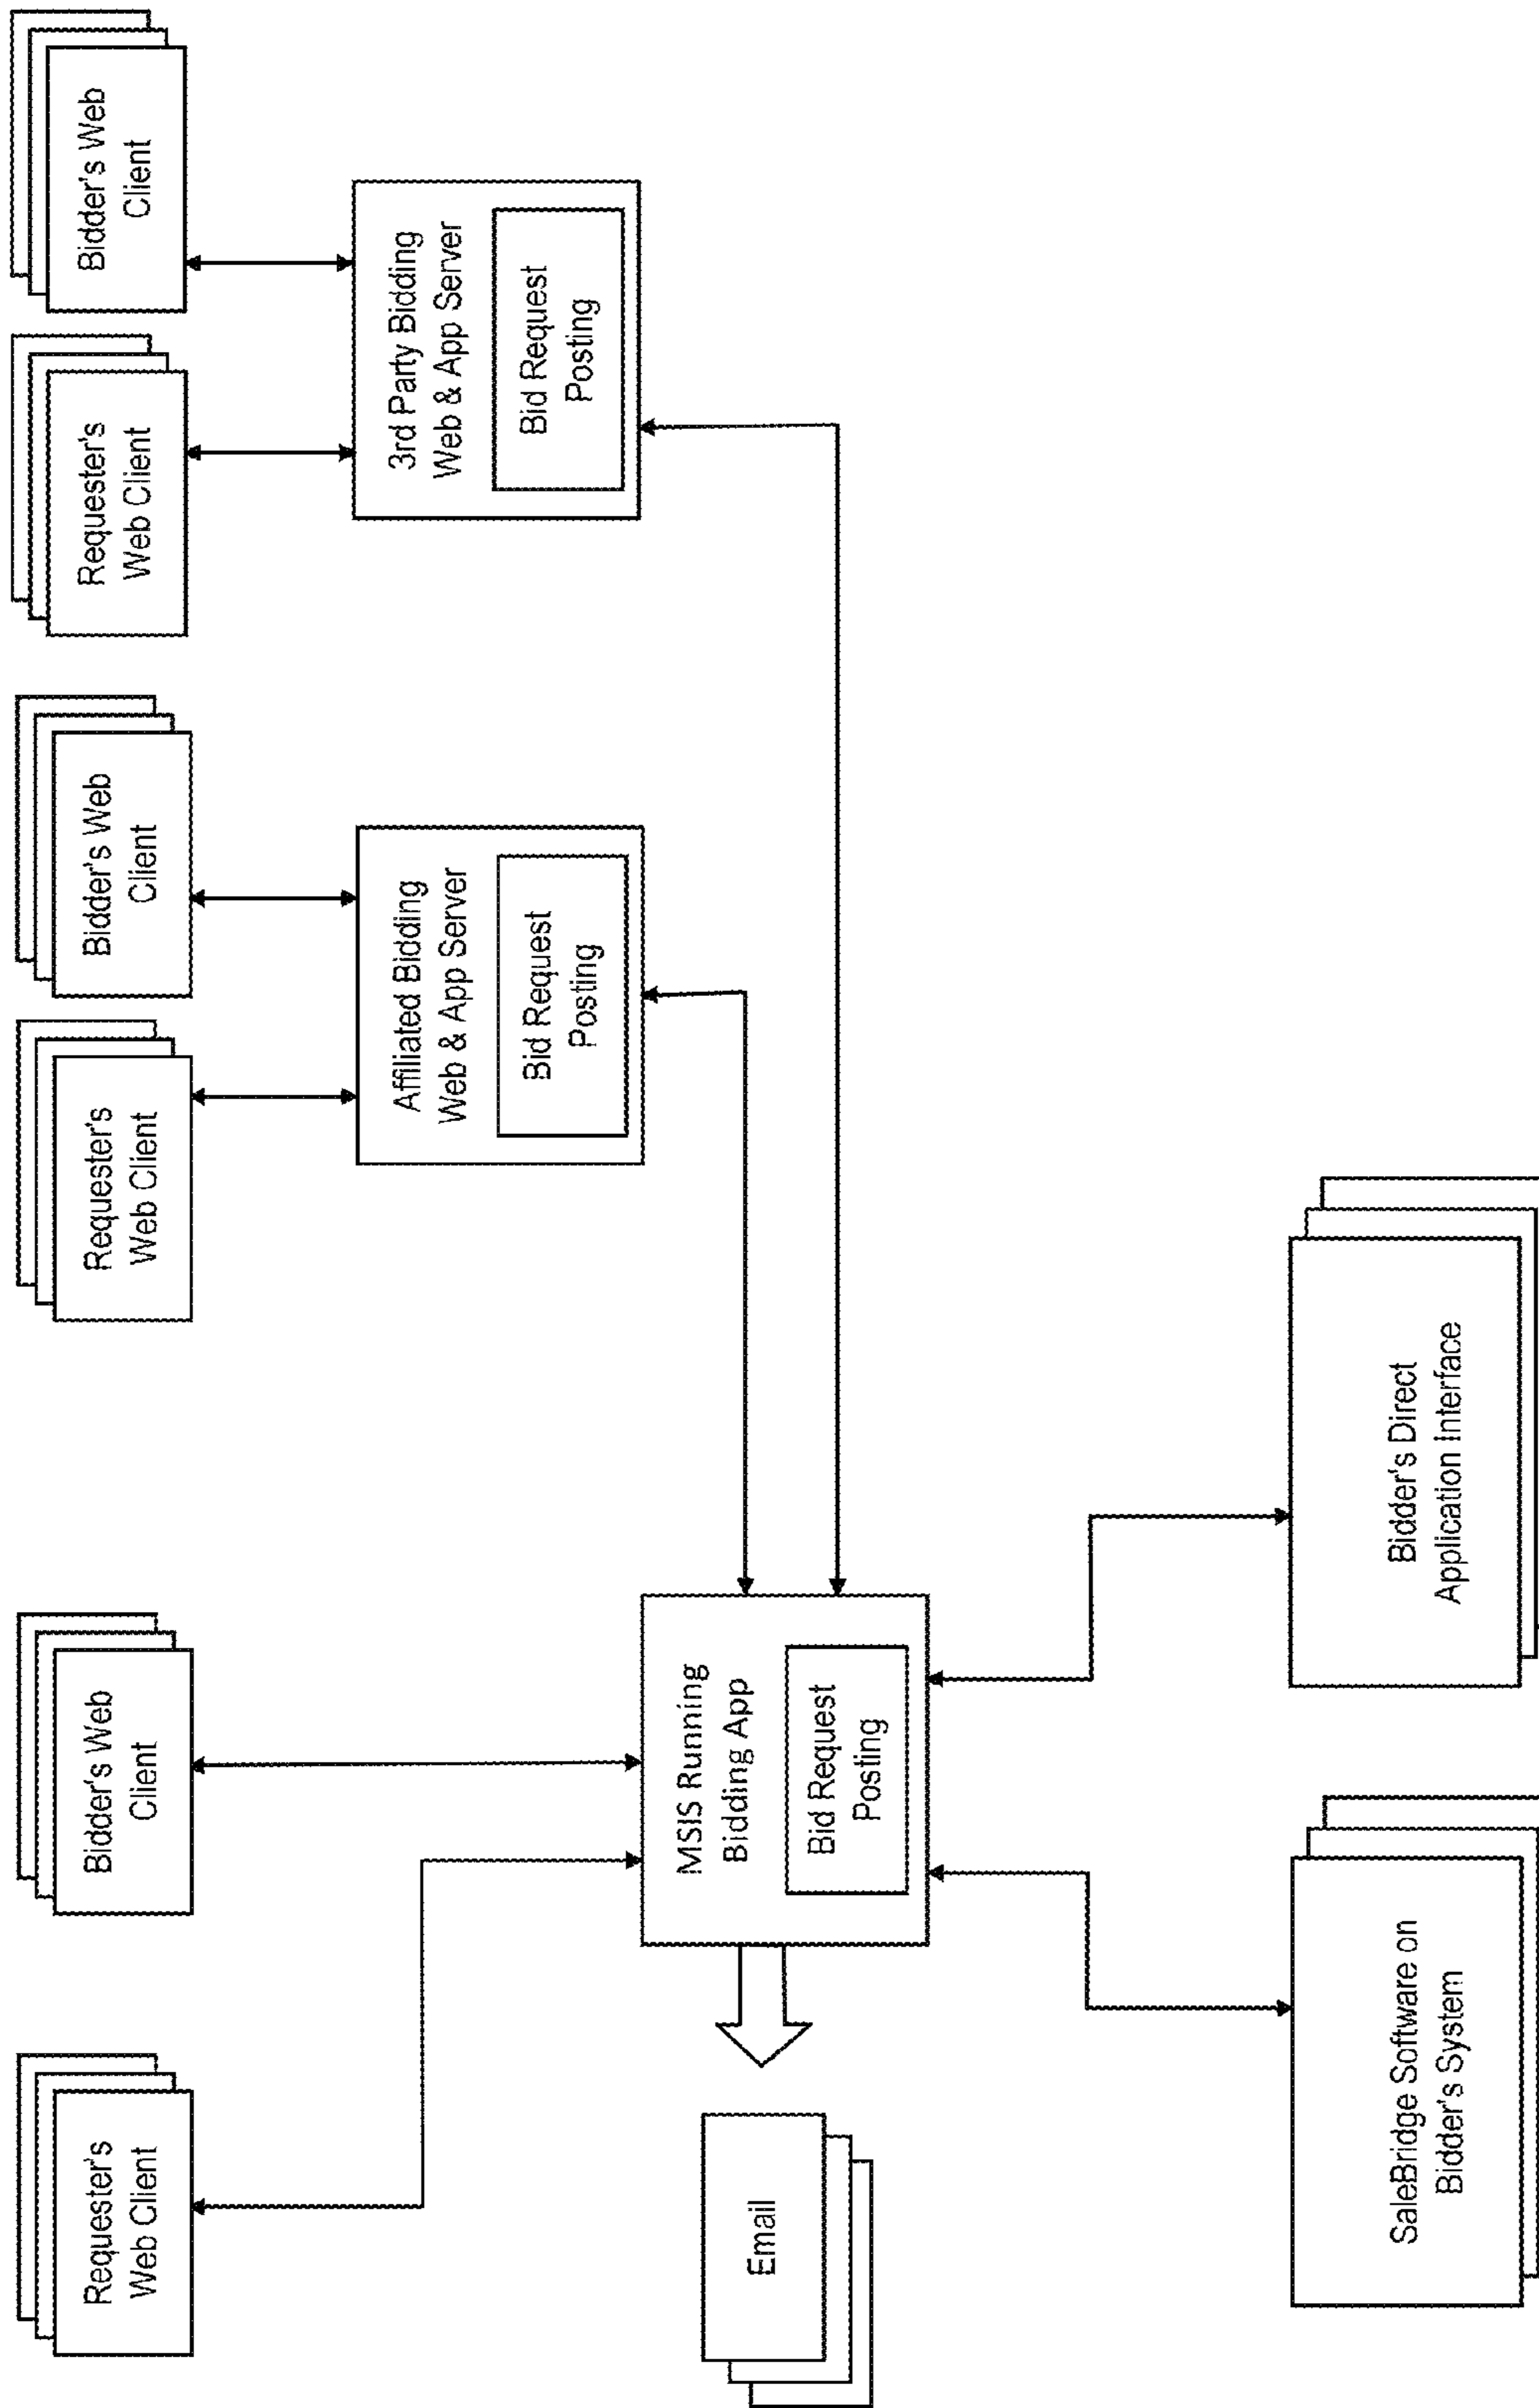 Requester's
Web Client
Bidder's Web
Client
Requester's
Web Client
Bidder's Web
Client
Requester's
Web Client
Bidder's Web
Client
Affiliated Bidding
Web & App Server
Bid Request
Posting
3rd Party Bidding
Web & App Server
Bid Request
Posting
Email
MSIS Running
Bidding App
Bid Request
Posting
SaleBridge Software on
Bidder's System
Bidder's Direct
Application Interface